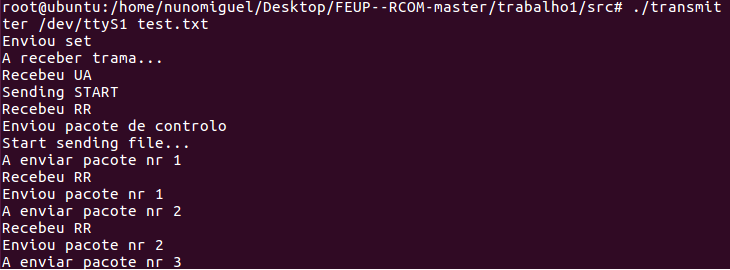 root@ubuntu:/home/nunomiguel/Desktop/FEUP--RCOM-master/trabalho1/src# ./transmit
ter /dev/ttyS1 test.txt
Enviou set
A receber trama...
Recebeu UA
Sending START
Recebeu RR
Enviou pacote de controlo
Start sending file...
A enviar pacote nr 1
Recebeu RR
Enviou pacote nr 1
A enviar pacote nr 2
Recebeu RR
Enviou pacote nr 2
A enviar pacote nr 3